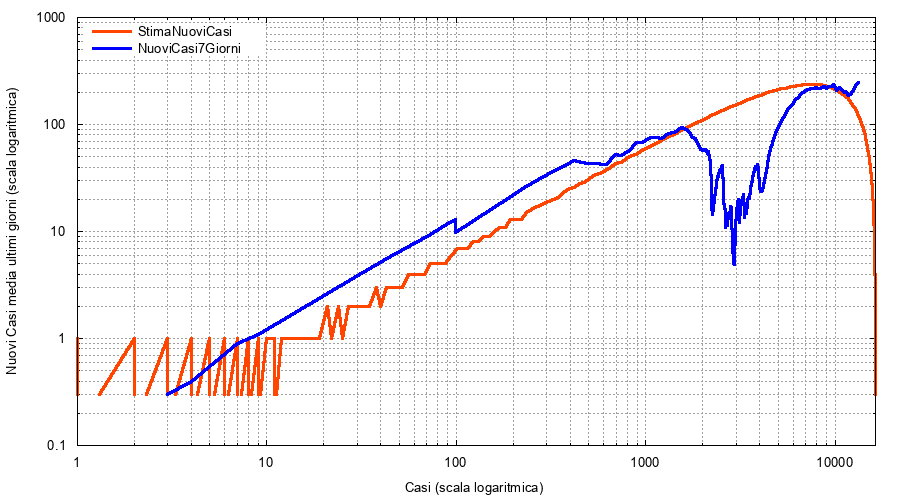 1000
StimaNuoviCasi
NuoviCasi7Giorni
100
10
1
0.1
Nuovi Casi media ultimi giorni (scala logaritmica)
1 10 100 1000 10000
Casi (scala logaritmica)